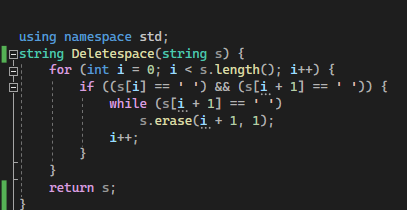 using namespace std;
string Deletespace(string s) {
    for (int i = 0; i < s.length(); i++) {
        if ((s[i] == ' ') && (s[i + 1] == ' ')) {
            while (s[i + 1] == ' ')
                s.erase(i + 1, 1);
            i++;
        }
    }
    return s;
}